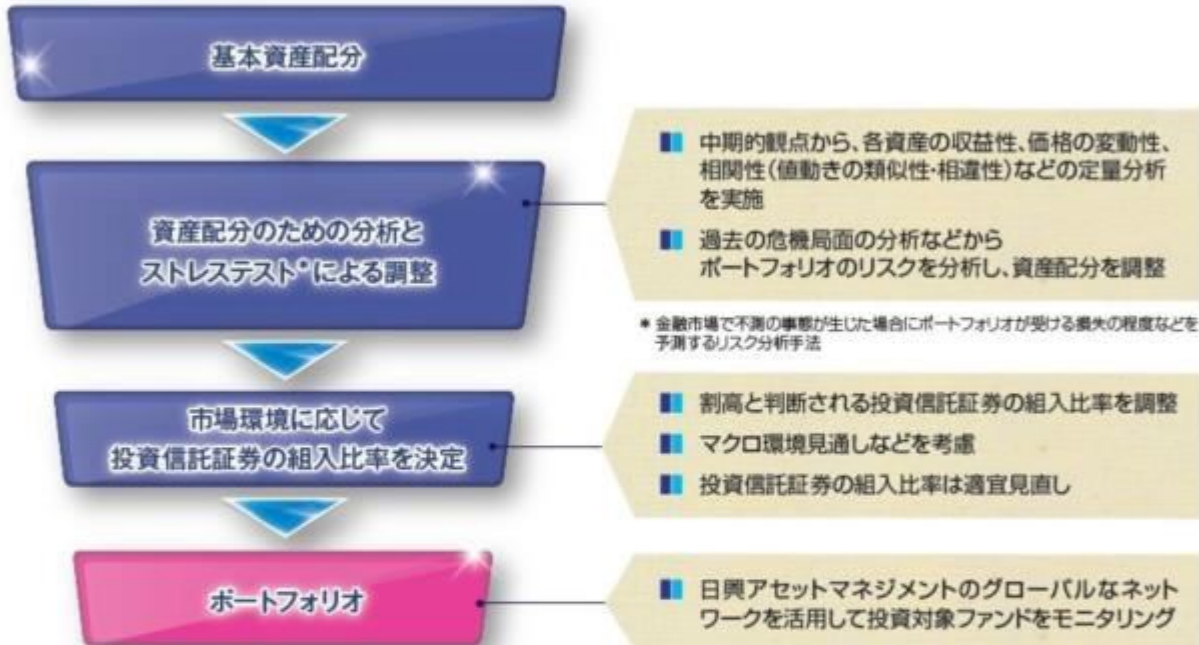 基本資産配分
資産配分のための分析と
ストレステスト*による調整
■ 中期的観点から、各資産の収益性、価格の変動性、
相関性(値動きの類似性・相違性)などの定量分析
を実施
■ 過去の危機局面の分析などから
ポートフォリオのリスクを分析し、資産配分を調整
* 金融市場で不測の事態が生じた場合にポートフォリオが受ける損失の程度などを
予測するリスク分析手法
市場環境に応じて
投資信託証券の組入比率を決定
■ 割高と判断される投資信託証券の組入比率を調整
■ マクロ環境見通しなどを考慮
■ 投資信託証券の組入比率は適宜見直し
ポートフォリオ
■ 日興アセットマネジメントのグローバルなネット
ワークを活用して投資対象ファンドをモニタリング